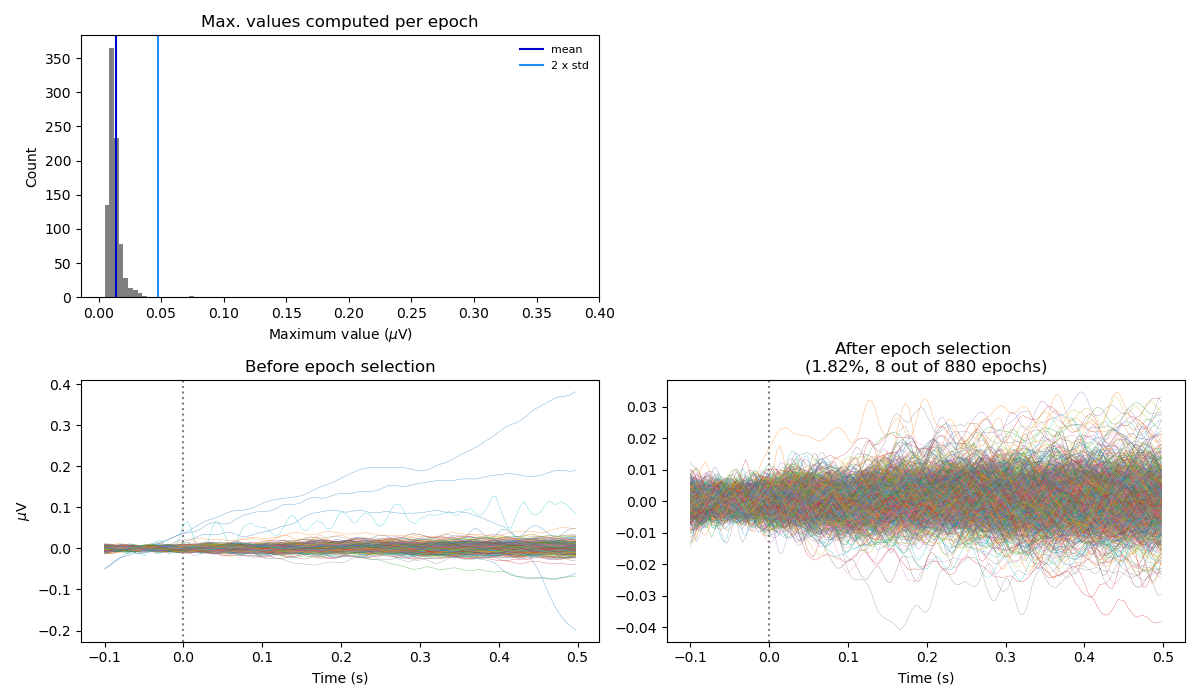 Max. values computed per epoch
Count
350
300
250
200
150
100
50
0
mean
2 x std
0.00 0.05 0.10 0.15 0.20 0.25 0.30 0.35 0.40
Maximum value (μV)
Before epoch selection
μV
0.4
0.3
0.2
0.1
0.0
−0.1
−0.2
−0.1 0.0 0.1 0.2 0.3 0.4 0.5
Time (s)
After epoch selection
(1.82%, 8 out of 880 epochs)
0.03
0.02
0.01
0.00
−0.01
−0.02
−0.03
−0.04
−0.1 0.0 0.1 0.2 0.3 0.4 0.5
Time (s)